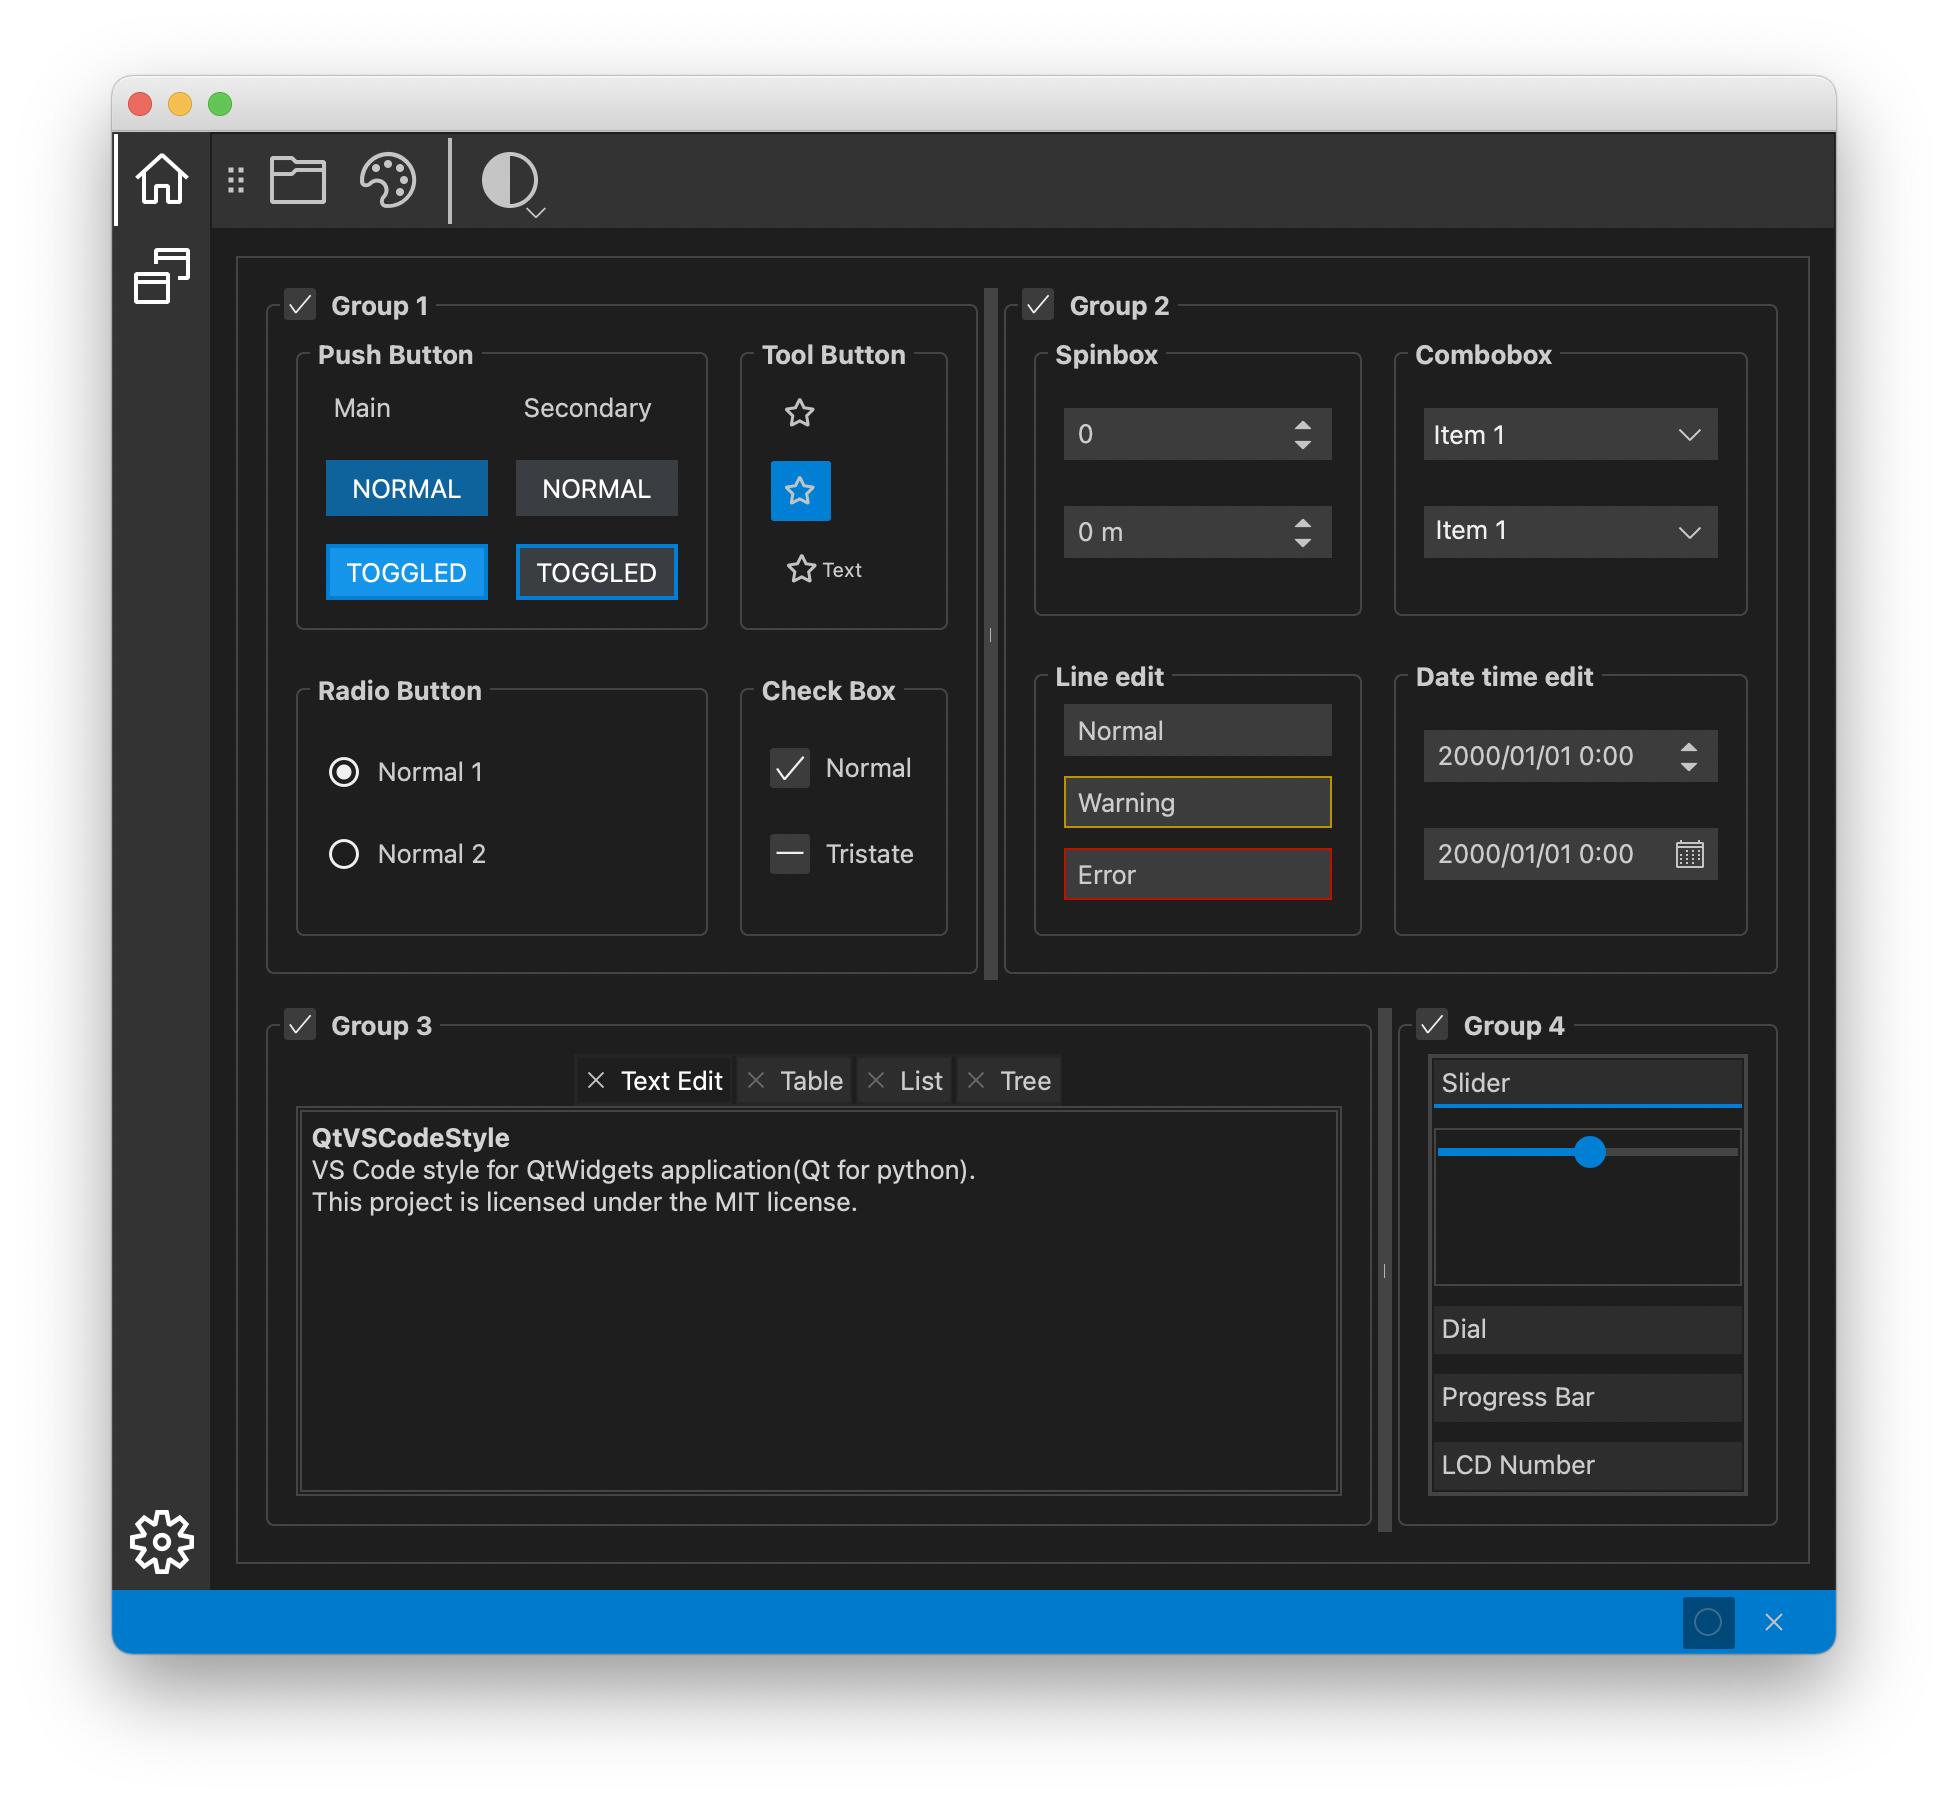 Group 1
Push Button
Main
Secondary
NORMAL
NORMAL
TOGGLED
TOGGLED
Tool Button
Text
Radio Button
Normal 1
Normal 2
Check Box
Normal
Tristate
Group 2
Spinbox
0
0 m
Combobox
Item 1
Item 1
Line edit
Normal
Warning
Error
Date time edit
2000/01/01 0:00
2000/01/01 0:00
Group 3
Text Edit
Table
List
Tree
QtVSCodeStyle
VS Code style for QtWidgets application(Qt for python).
This project is licensed under the MIT license.
Group 4
Slider
Dial
Progress Bar
LCD Number